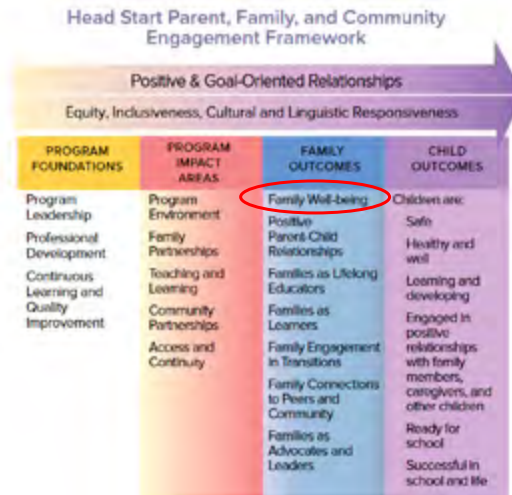 Head Start Parent, Family, and Community
Engagement Framework
Positive & Goal-Oriented Relationships
Equity, Inclusiveness, Cultural and Linguistic Responsiveness
PROGRAM
FOUNDATIONS
Program
Leadership
Professional
Development
Continuous
Learning and
Quality
Improvement
PROGRAM
IMPACT
AREAS
Program
Environment
Family
Partnerships
Teaching and
Learning
Community
Partnerships
Access and
Continuity
FAMILY
OUTCOMES
Family Well-being
Positive
Parent-Child
Relationships
Families as Lifelong
Educators
Families as
Learners
Family Engagement
in Transitions
Family Connections
to Peers and
Community
Families as
Advocates and
Leaders
CHILD
OUTCOMES
Children are:
Safe
Healthy and
well
Learning and
developing
Engaged in
positive
relationships
with family
members,
caregivers, and
other children
Ready for
school
Successful in
school and life